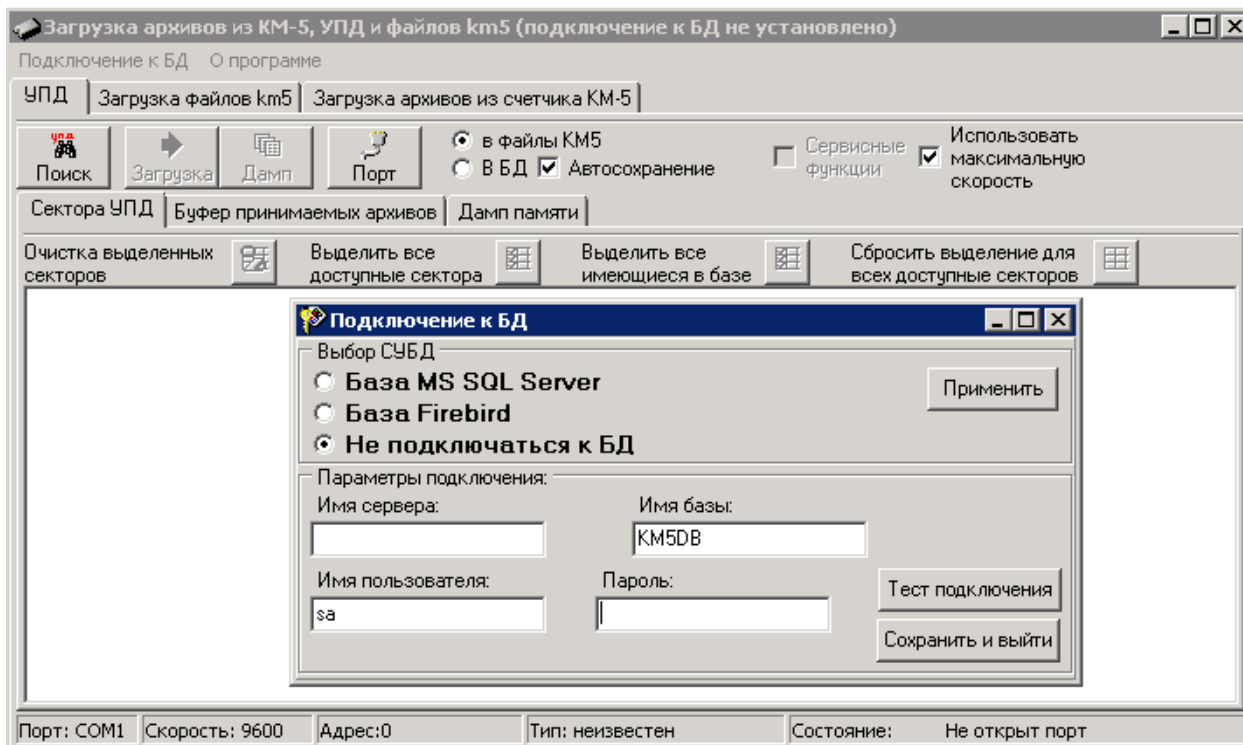 Загрузка архивов из КМ-5, УПД и файлов km5 (подключение к БД не установлено)
Подключение к БД О программе
УПД Загрузка файлов km5 Загрузка архивов из счетчика КМ-5
упд
Поиск Загрузка Дамп Порт
в файлы КМ5
В БД Автосохранение
Сервисные
функции
Использовать
максимальную
скорость
Сектора УПД Буфер принимаемых архивов Дамп памяти
Очистка выделенных
секторов
Выделить все
доступные сектора
Выделить все
имеющиеся в базе
Сбросить выделение для
всех доступные секторов
Подключение к БД
Выбор СУБД
База MS SQL Server
База Firebird
Не подключаться к БД
Применить
Параметры подключения:
Имя сервера: Имя базы:
KM5DB
Имя пользователя: Пароль:
sa
Тест подключения
Сохранить и выйти
Порт: COM1 Скорость: 9600 Адрес:0 Тип: неизвестен Состояние: Не открыт порт